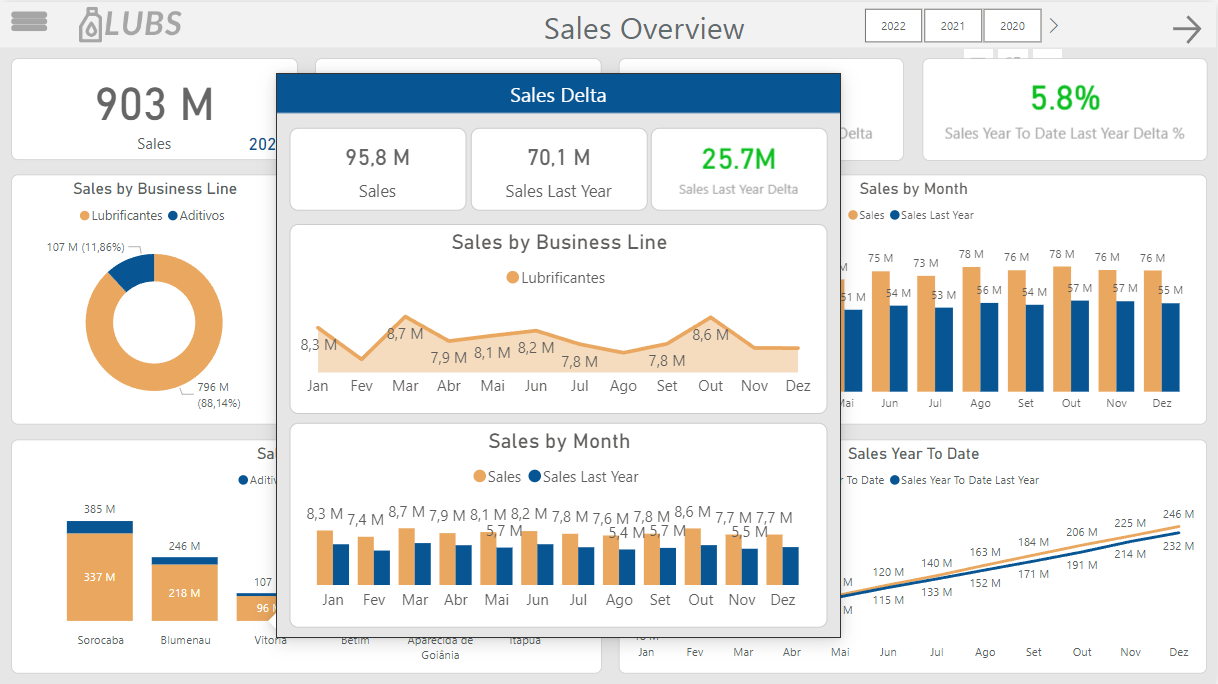 LUBS
Sales Overview
2022
2021
2020
903 M
Sales
202
Delta
5.8%
Sales Year To Date Last Year Delta %
Sales Delta
95,8 M
Sales
70,1 M
Sales Last Year
25.7M
Sales Last Year Delta
Sales by Business Line
Lubrificantes
8,3 M
8,7 M
7,9 M
8,1 M
8,2 M
7,8 M
7,8 M
8,6 M
Jan Fev Mar Abr Mai Jun Jul Ago Set Out Nov Dez
Sales by Month
Sales Sales Last Year
8,3 M 7,4 M 8,7 M 7,9 M 8,1 M 8,2 M 7,8 M 7,6 M 7,8 M 8,6 M 7,7 M 7,7 M
5,7 M 5,4 M 5,7 M 5,5 M
Jan Fev Mar Abr Mai Jun Jul Ago Set Out Nov Dez
Sales by Business Line
Lubrificantes Aditivos
107 M (11,86%)
796 M
(88,14%)
Sales by Month
Sales Sales Last Year
M 75 M 73 M 78 M 76 M 78 M 76 M 76 M
51 M 54 M 53 M 56 M 54 M 57 M 57 M 55 M
Mai Jun Jul Ago Set Out Nov Dez
Sa
Aditiv
385 M
337 M
246 M
218 M
107
96 M
Sorocaba Blumenau Vitória Betim Aparecida de Itapuã
Goiânia
Sales Year To Date
r To Date Sales Year To Date Last Year
M 120 M 140 M 163 M 184 M 206 M 225 M 246 M
M 115 M 133 M 152 M 171 M 191 M 214 M 232 M
Jan Fev Mar Abr Mai Jun Jul Ago Set Out Nov Dez